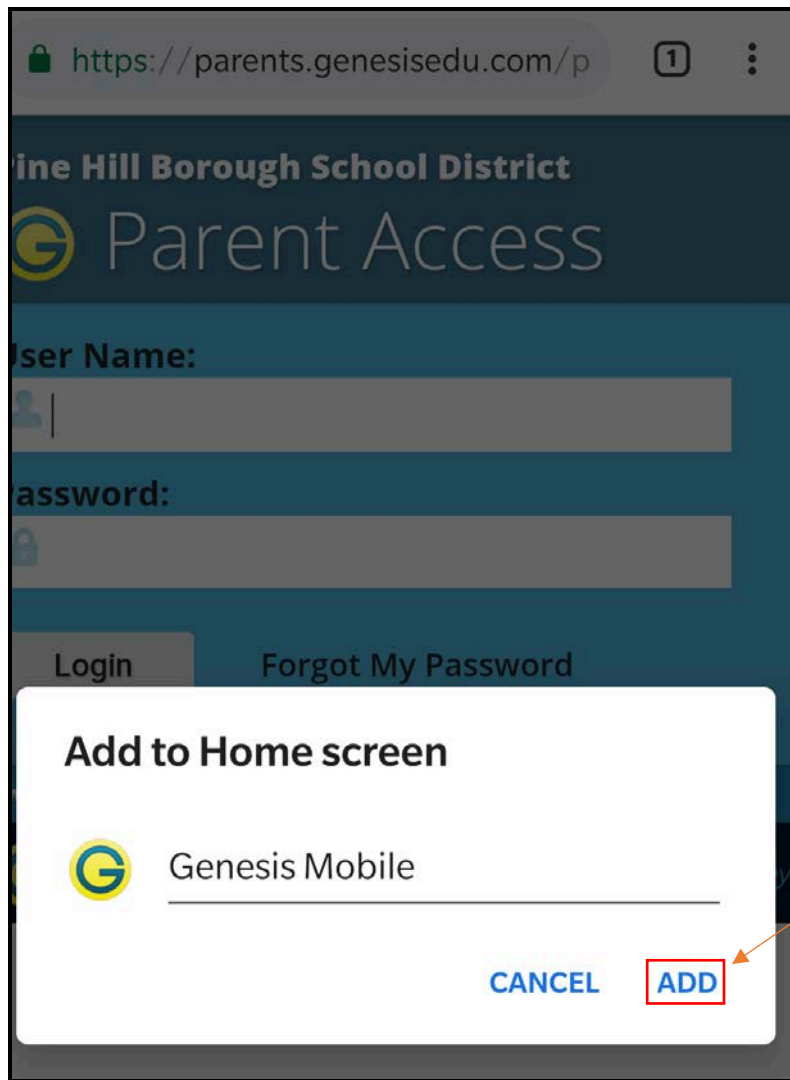 https://parents.genesisedu.com/p 1
ine Hill Borough School District
G Parent Access
ser Name:
assword:
Login Forgot My Password
Add to Home screen
G Genesis Mobile
CANCEL ADD